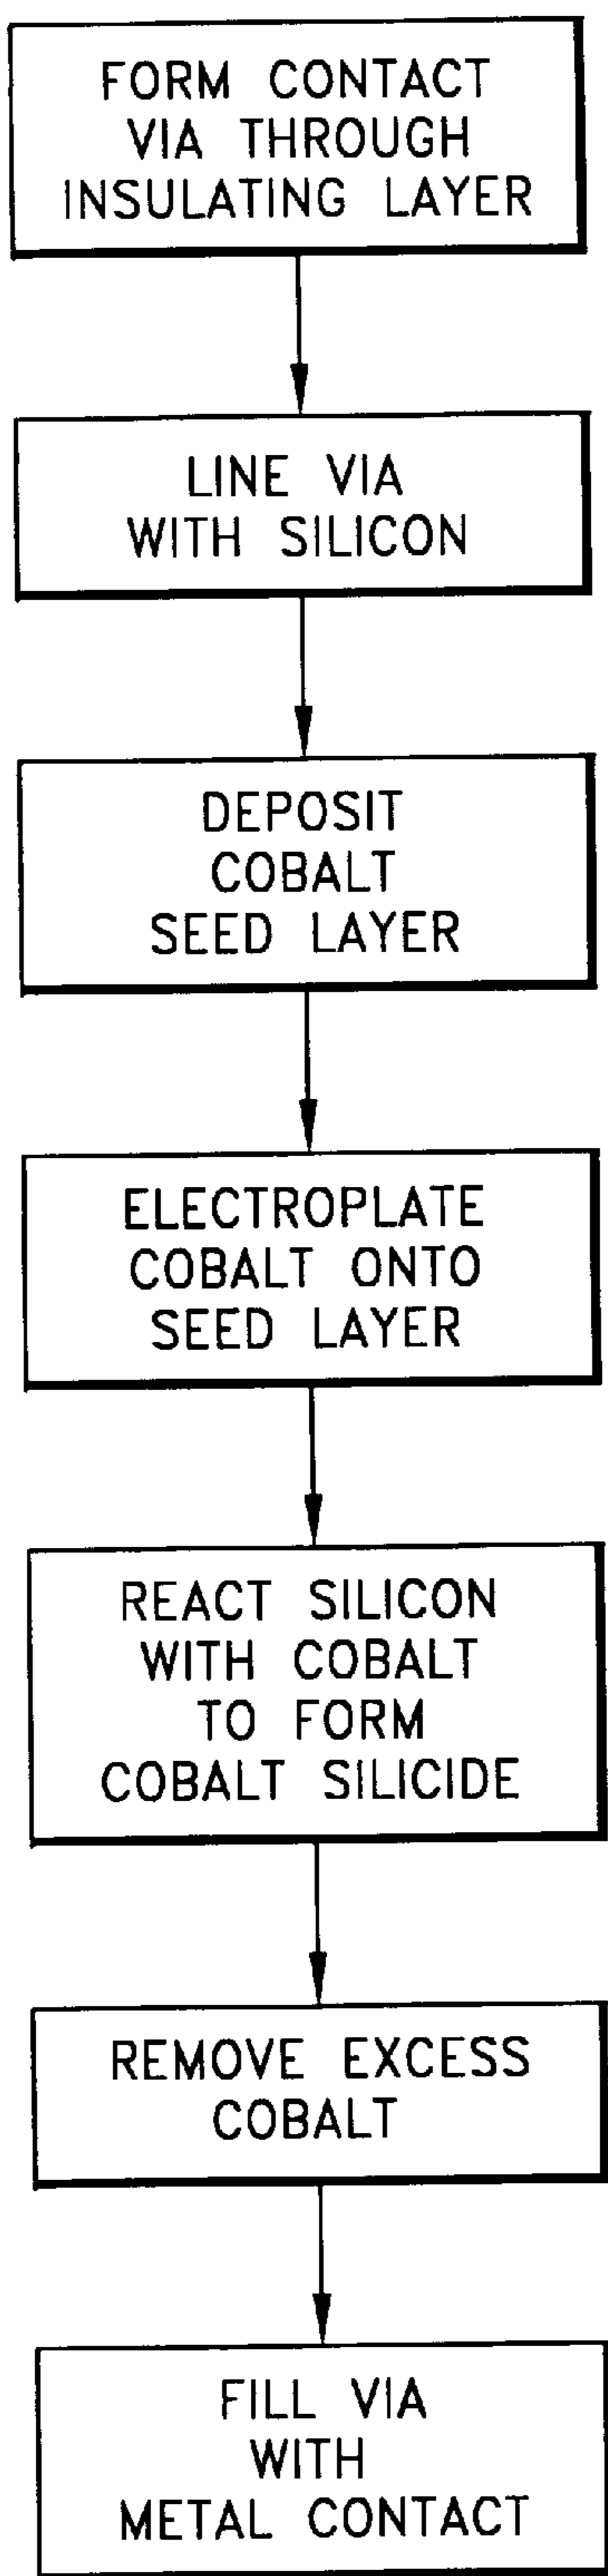 FORM CONTACT
VIA THROUGH
INSULATING LAYER
LINE VIA
WITH SILICON
DEPOSIT
COBALT
SEED LAYER
ELECTROPLATE
COBALT ONTO
SEED LAYER
REACT SILICON
WITH COBALT
TO FORM
COBALT SILICIDE
REMOVE EXCESS
COBALT
FILL VIA
WITH
METAL CONTACT